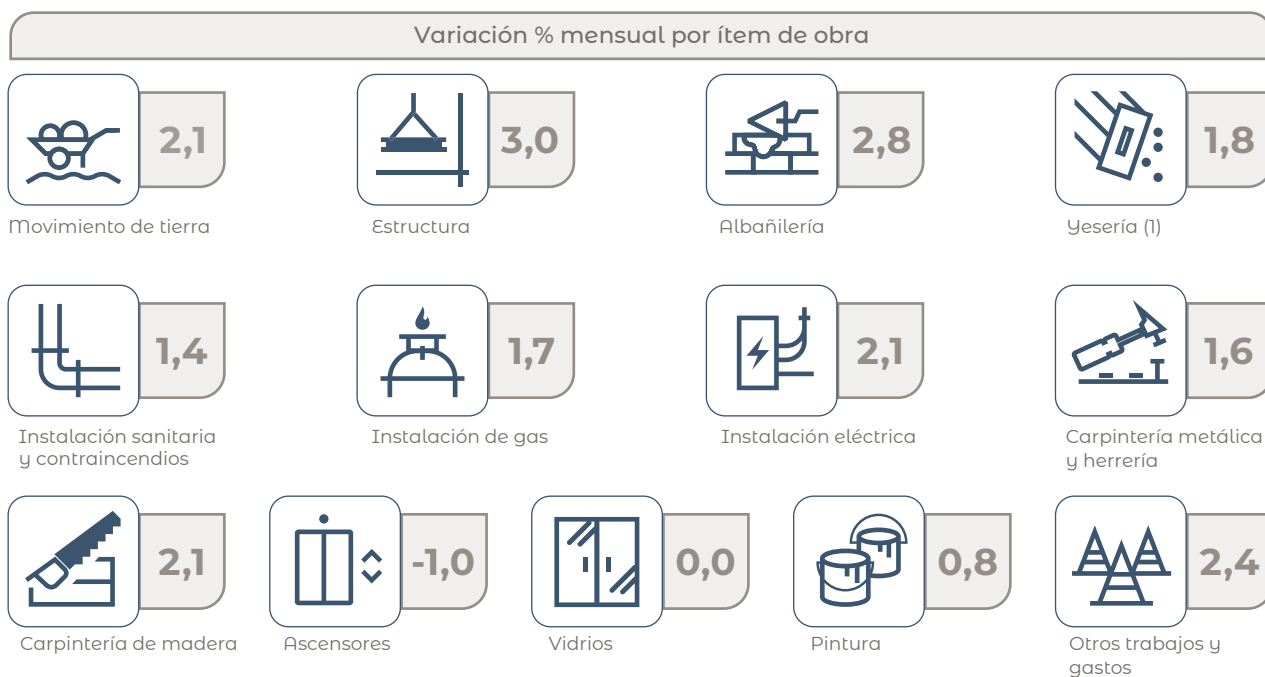 Variación % mensual por ítem de obra
2,1
3,0
2,8
1,8
Movimiento de tierra
Estructura
Albañilería
Yesería (1)
1,4
1,7
2,1
1,6
Instalación sanitaria
y contraincendios
Instalación de gas
Instalación eléctrica
Carpintería metálica
y herrería
2,1
-1,0
0,0
0,8
2,4
Carpintería de madera
Ascensores
Vidrios
Pintura
Otros trabajos y
gastos